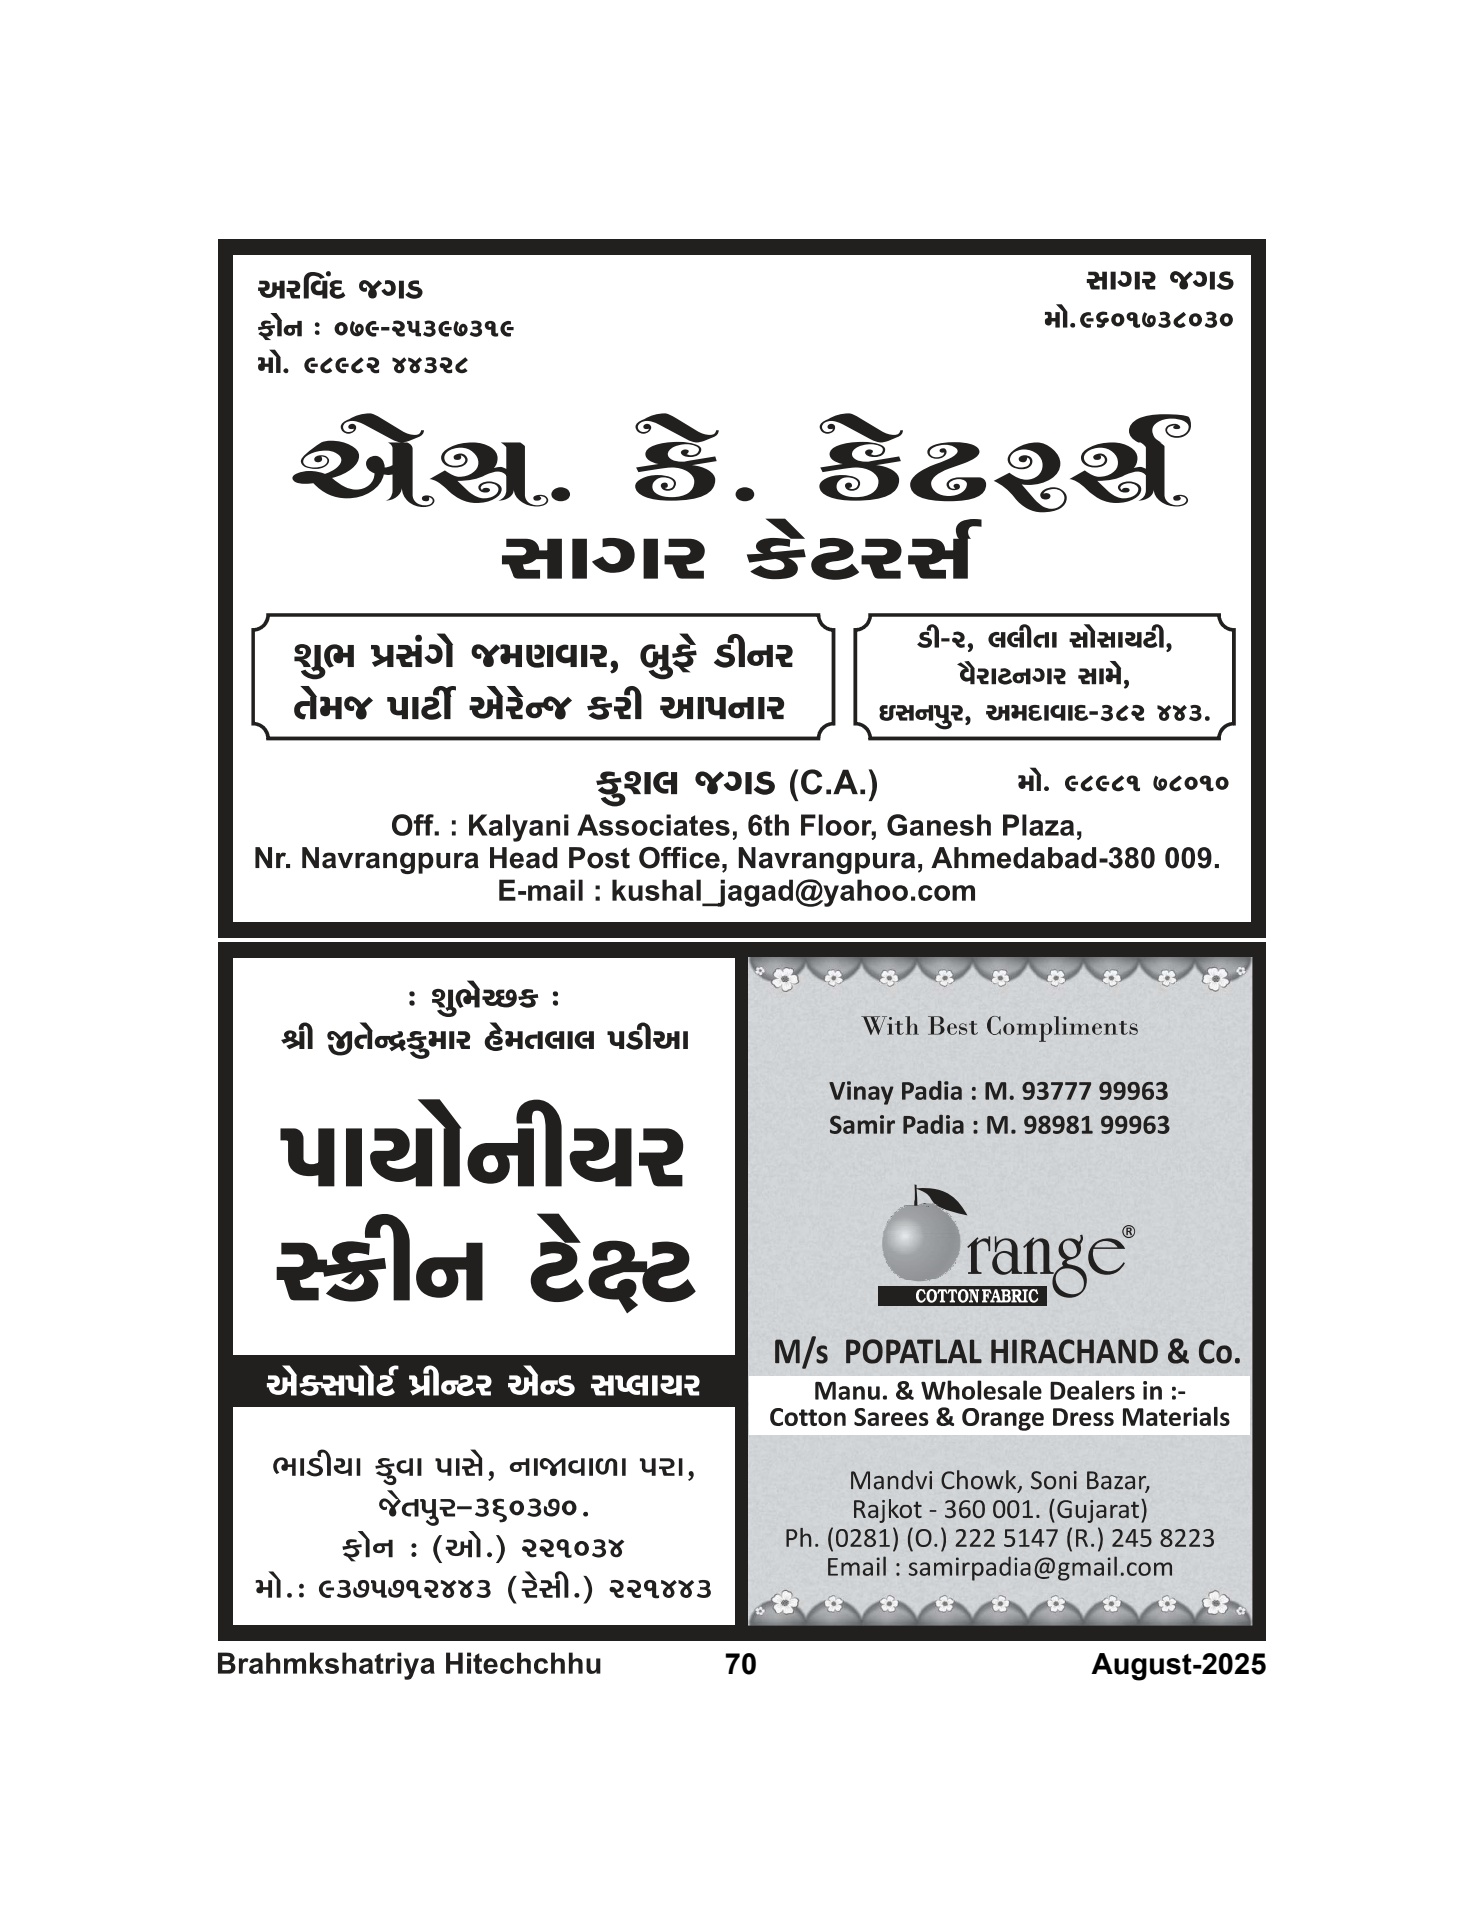 અરવિંદ જગડ
ફોન : ૦૭૯-૨૫૩૯૭૩૧૯
મો. ૯૮૯૮૨ ૪૪૩૨૮
સાગર જગડ
મો.૯૬૦૧૭૩૮૦૩૦
એસ. કે. કેટરર્સ
સાગર કેટરર્સ
શુભ પ્રસંગે જમણવાર, બુફે ડીનર
તેમજ પાર્ટી એરેન્જ કરી આપનાર
ડી-૨, લલીતા સોસાયટી,
વૈરાટનગર સામે,
ઇસનપુર, અમદાવાદ-૩૮૨ ૪૪૩.
કુશલ જગડ (C.A.)
મો. ૯૮૯૮૧ ૭૮૦૧૦
Off. : Kalyani Associates, 6th Floor, Ganesh Plaza,
Nr. Navrangpura Head Post Office, Navrangpura, Ahmedabad-380 009.
E-mail : kushal_jagad@yahoo.com
: શુભેચ્છક :
શ્રી જીતેન્દ્રકુમાર હેમતલાલ પડીઆ
પાયોનીયર
સ્ક્રીન ટેક્ષ્ટ
એક્સપોર્ટ પ્રીન્ટર એન્ડ સપ્લાયર
ભાડીયા કુવા પાસે, નાજાવાળા પરા,
જેતપુર–૩૬૦૩૭૦.
ફોન : (ઓ.) ૨૨૧૦૩૪
મો.: ૯૩૭૫૭૧૨૪૪૩ (રેસી.) ૨૨૧૪૪૩
With Best Compliments
Vinay Padia : M. 93777 99963
Samir Padia : M. 98981 99963
Orange®
COTTON FABRIC
M/s POPATLAL HIRACHAND & Co.
Manu. & Wholesale Dealers in :-
Cotton Sarees & Orange Dress Materials
Mandvi Chowk, Soni Bazar,
Rajkot - 360 001. (Gujarat)
Ph. (0281) (O.) 222 5147 (R.) 245 8223
Email : samirpadia@gmail.com
Brahmkshatriya Hitechchhu
70
August-2025